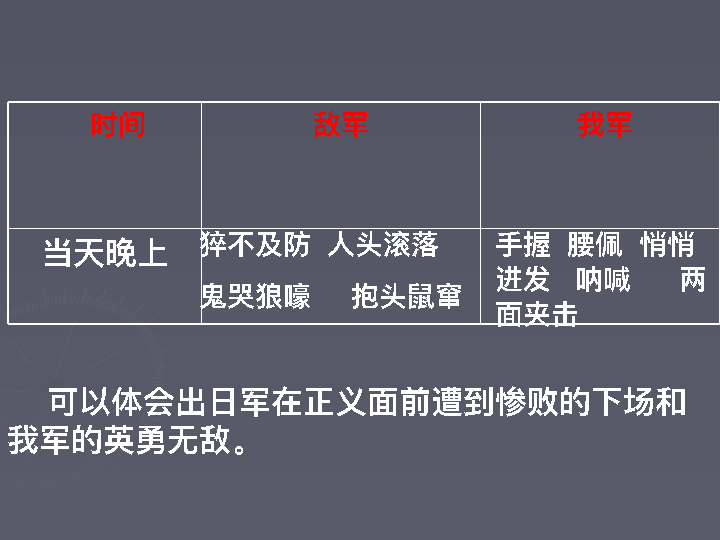 时间 敌军 我军
当天晚上 猝不及防 人头滚落 手握 腰佩 悄悄
鬼哭狼嚎 抱头鼠窜 进发 呐喊 两
面夹击
可以体会出日军在正义面前遭到惨败的下场和
我军的英勇无敌。